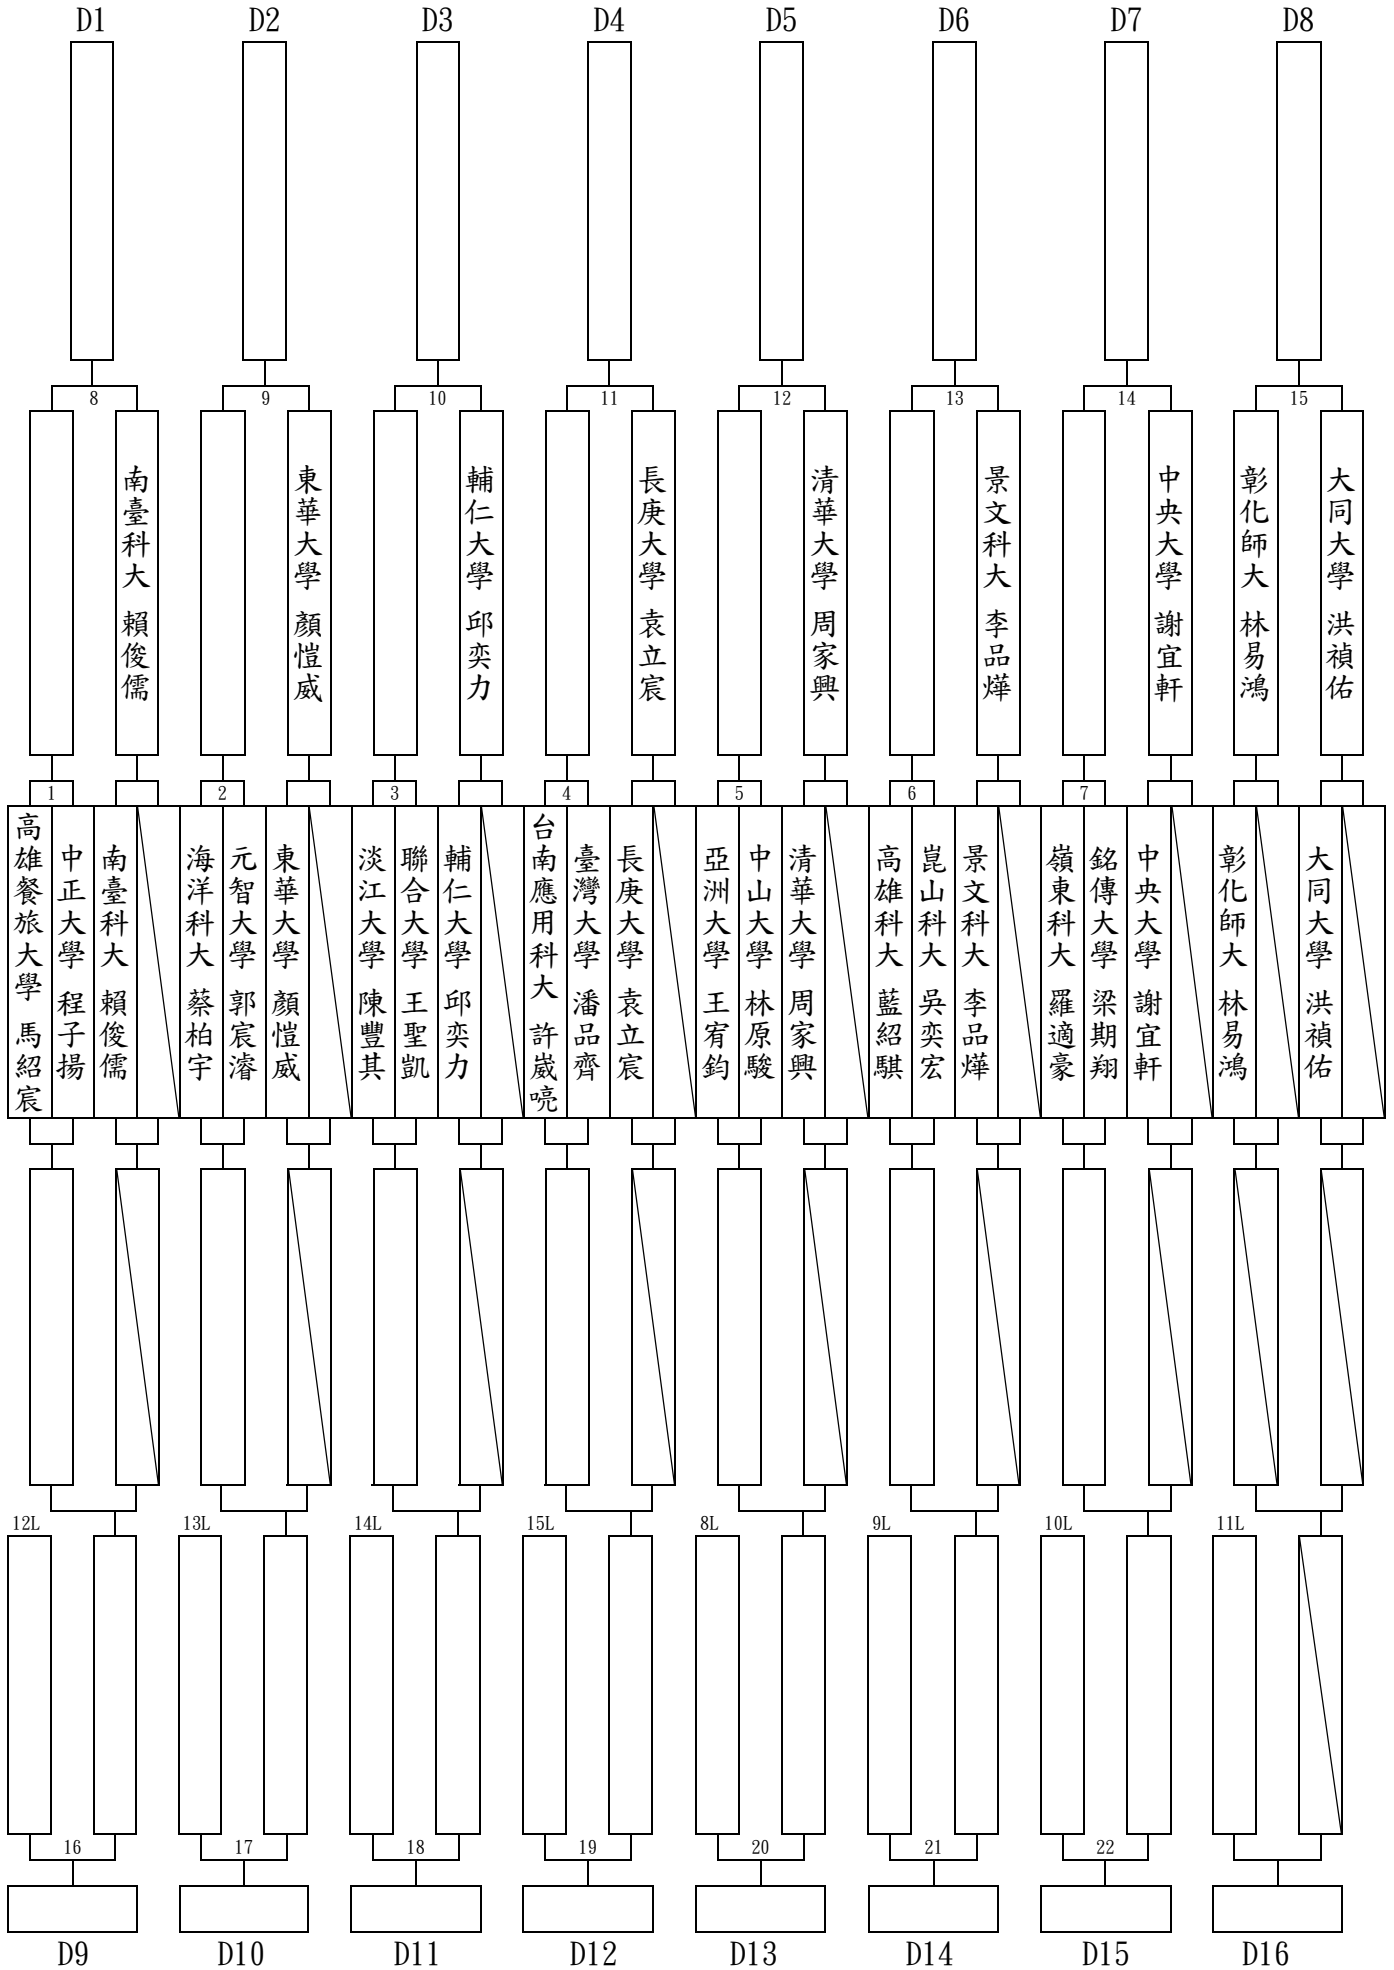 D1 D2 D3 D4 D5 D6 D7 D8
8 9 10 11 12 13 14 15
南臺科大 賴俊儒
東華大學 顏愷威
輔仁大學 邱奕力
長庚大學 袁立宸
清華大學 周家興
景文科大 李品燁
中央大學 謝宜軒
彰化師大 林易鴻
大同大學 洪禎佑
1 2 3 4 5 6 7
高雄餐旅大學 馬紹宸
中正大學 程子揚
南臺科大 賴俊儒
海洋科大 蔡柏宇
元智大學 郭宸濬
東華大學 顏愷威
淡江大學 陳豐其
聯合大學 王聖凱
輔仁大學 邱奕力
台南應用科大 許崴喨
臺灣大學 潘品齊
長庚大學 袁立宸
亞洲大學 王宥鈞
中山大學 林原駿
清華大學 周家興
高雄科大 藍紹騏
崑山科大 吳奕宏
景文科大 李品燁
嶺東科大 羅適豪
銘傳大學 梁期翔
中央大學 謝宜軒
彰化師大 林易鴻
大同大學 洪禎佑
12L 13L 14L 15L 8L 9L 10L 11L
16 17 18 19 20 21 22
D9 D10 D11 D12 D13 D14 D15 D16